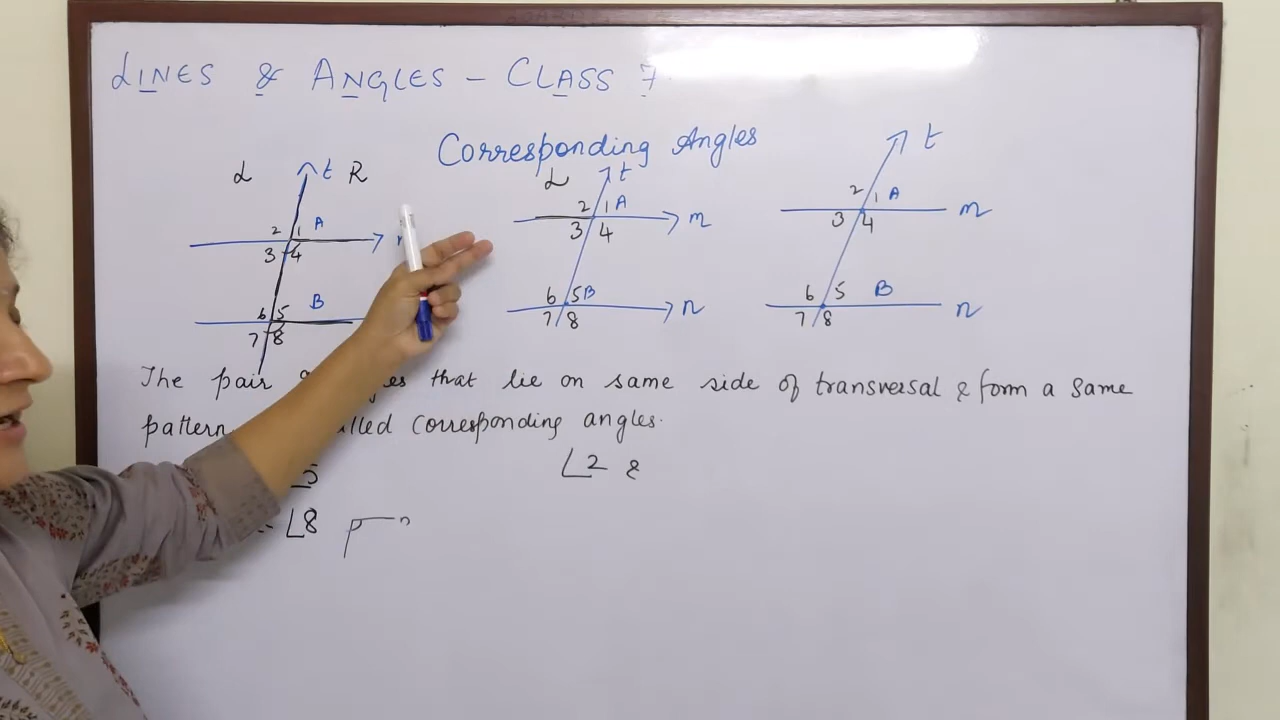 LINES & ANGLES - CLASS 7
Corresponding Angles
L t R
2 1 A
3 4
6 5 B
7 8
L t
2 1 A
3 4 m
6 5 B
7 8 n
t
2 1 A
3 4 m
6 5 B
7 8 n
The pair that lie on same side of transversal & form a same
pattern corresponding angles.
5 ∠2 &
∠8